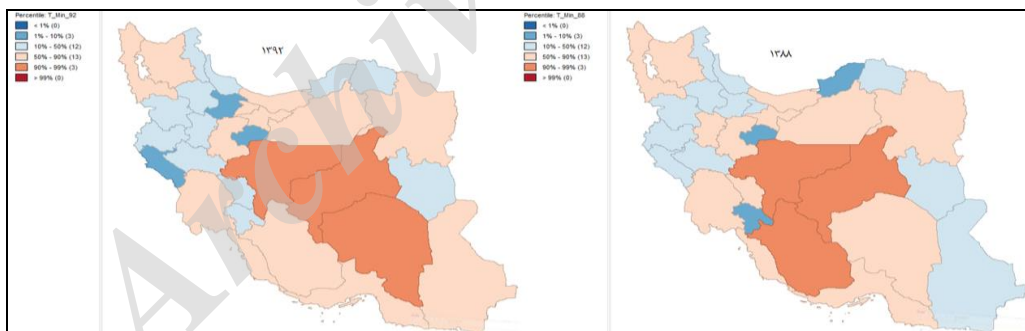 Percentile: T_Min_92
< 1% (0)
1% - 10% (3)
10% - 50% (12)
50% - 90% (13)
90% - 99% (3)
> 99% (0)
۱۳۹۲
Percentile: T_Min_88
< 1% (0)
1% - 10% (3)
10% - 50% (12)
50% - 90% (13)
90% - 99% (3)
> 99% (0)
۱۳۸۸
Archiv